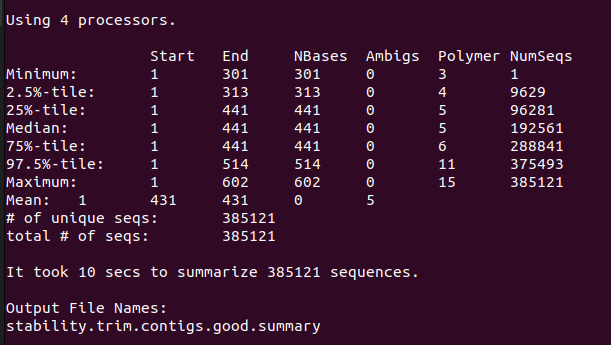 Using 4 processors.
Start End NBases Ambigs Polymer NumSeqs
Minimum: 1 301 301 0 3 1
2.5%-tile: 1 313 313 0 4 9629
25%-tile: 1 441 441 0 5 96281
Median: 1 441 441 0 5 192561
75%-tile: 1 441 441 0 6 288841
97.5%-tile: 1 514 514 0 11 375493
Maximum: 1 602 602 0 15 385121
Mean: 1 431 431 0 5
# of unique seqs: 385121
total # of seqs: 385121
It took 10 secs to summarize 385121 sequences.
Output File Names:
stability.trim.contigs.good.summary